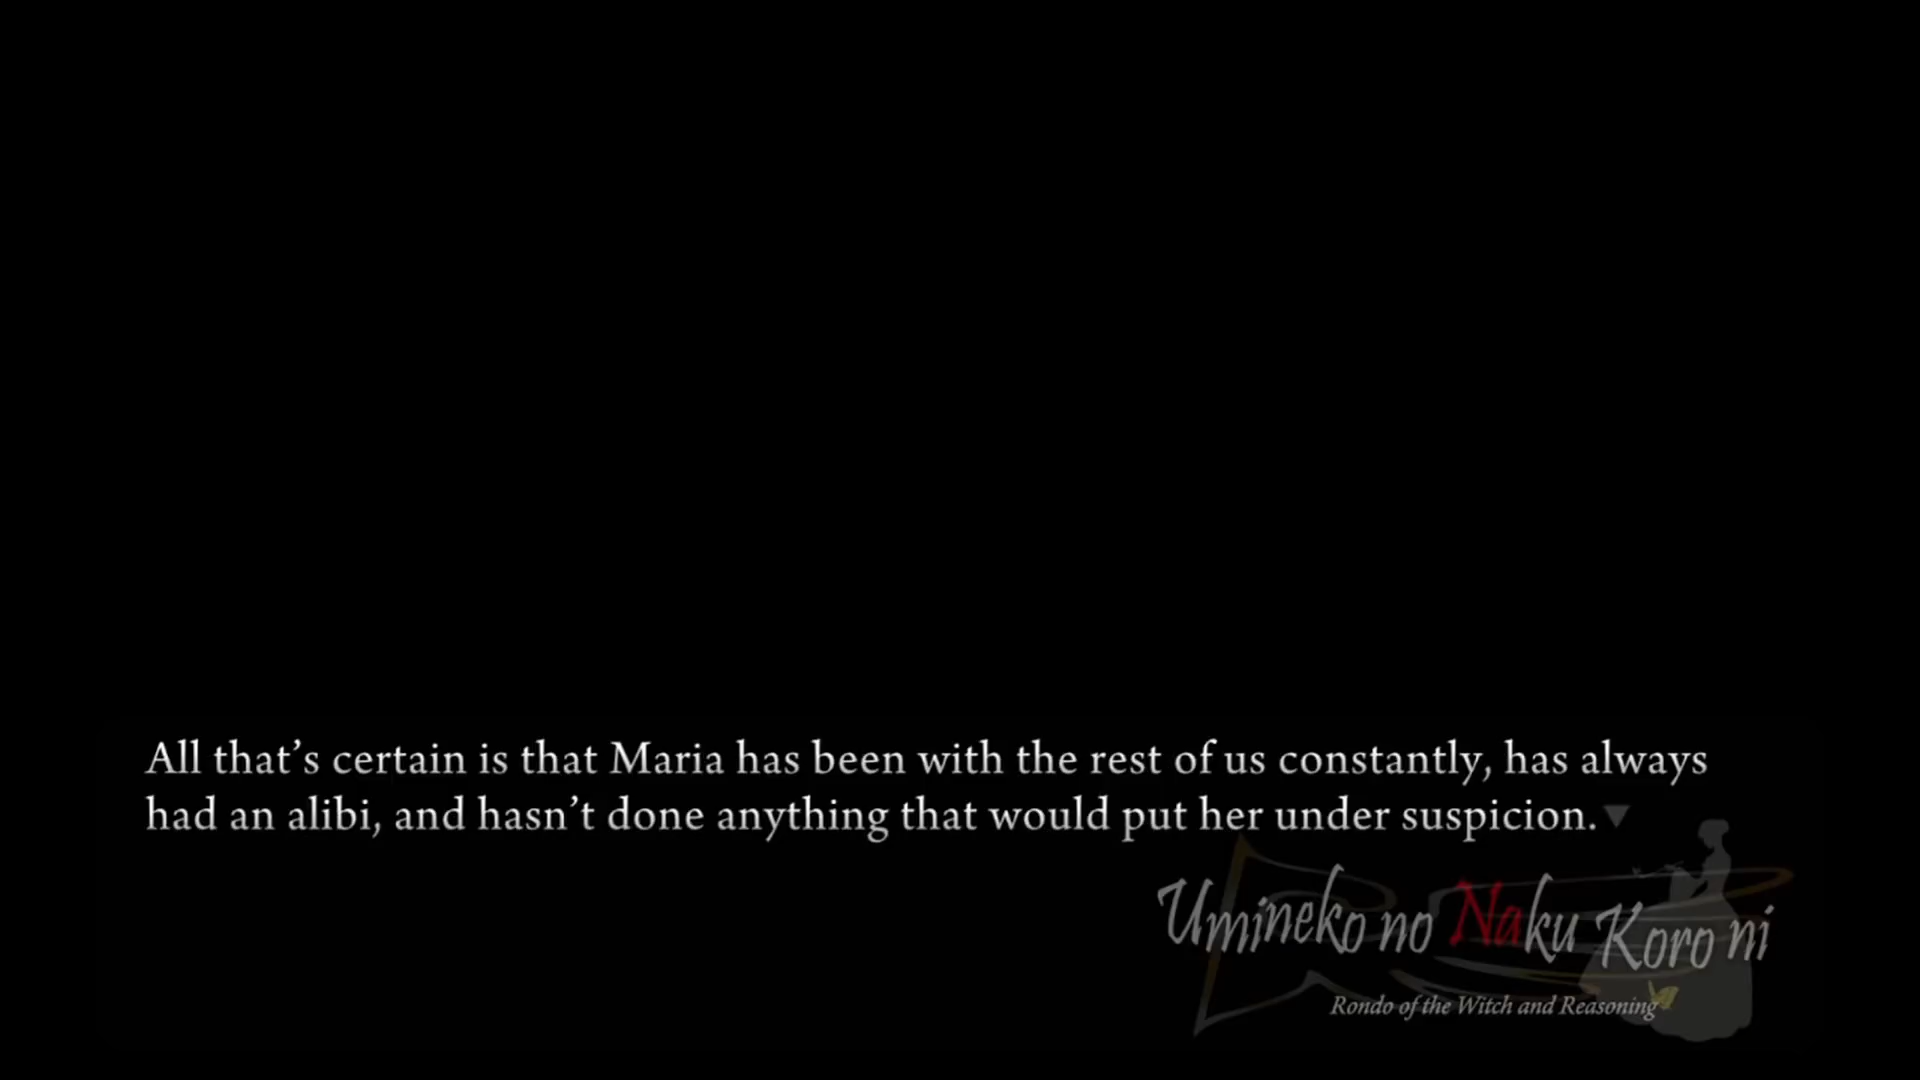 All that’s certain is that Maria has been with the rest of us constantly, has always
had an alibi, and hasn’t done anything that would put her under suspicion.
Umineko no Naku Koro ni
Rondo of the Witch and Reasoning